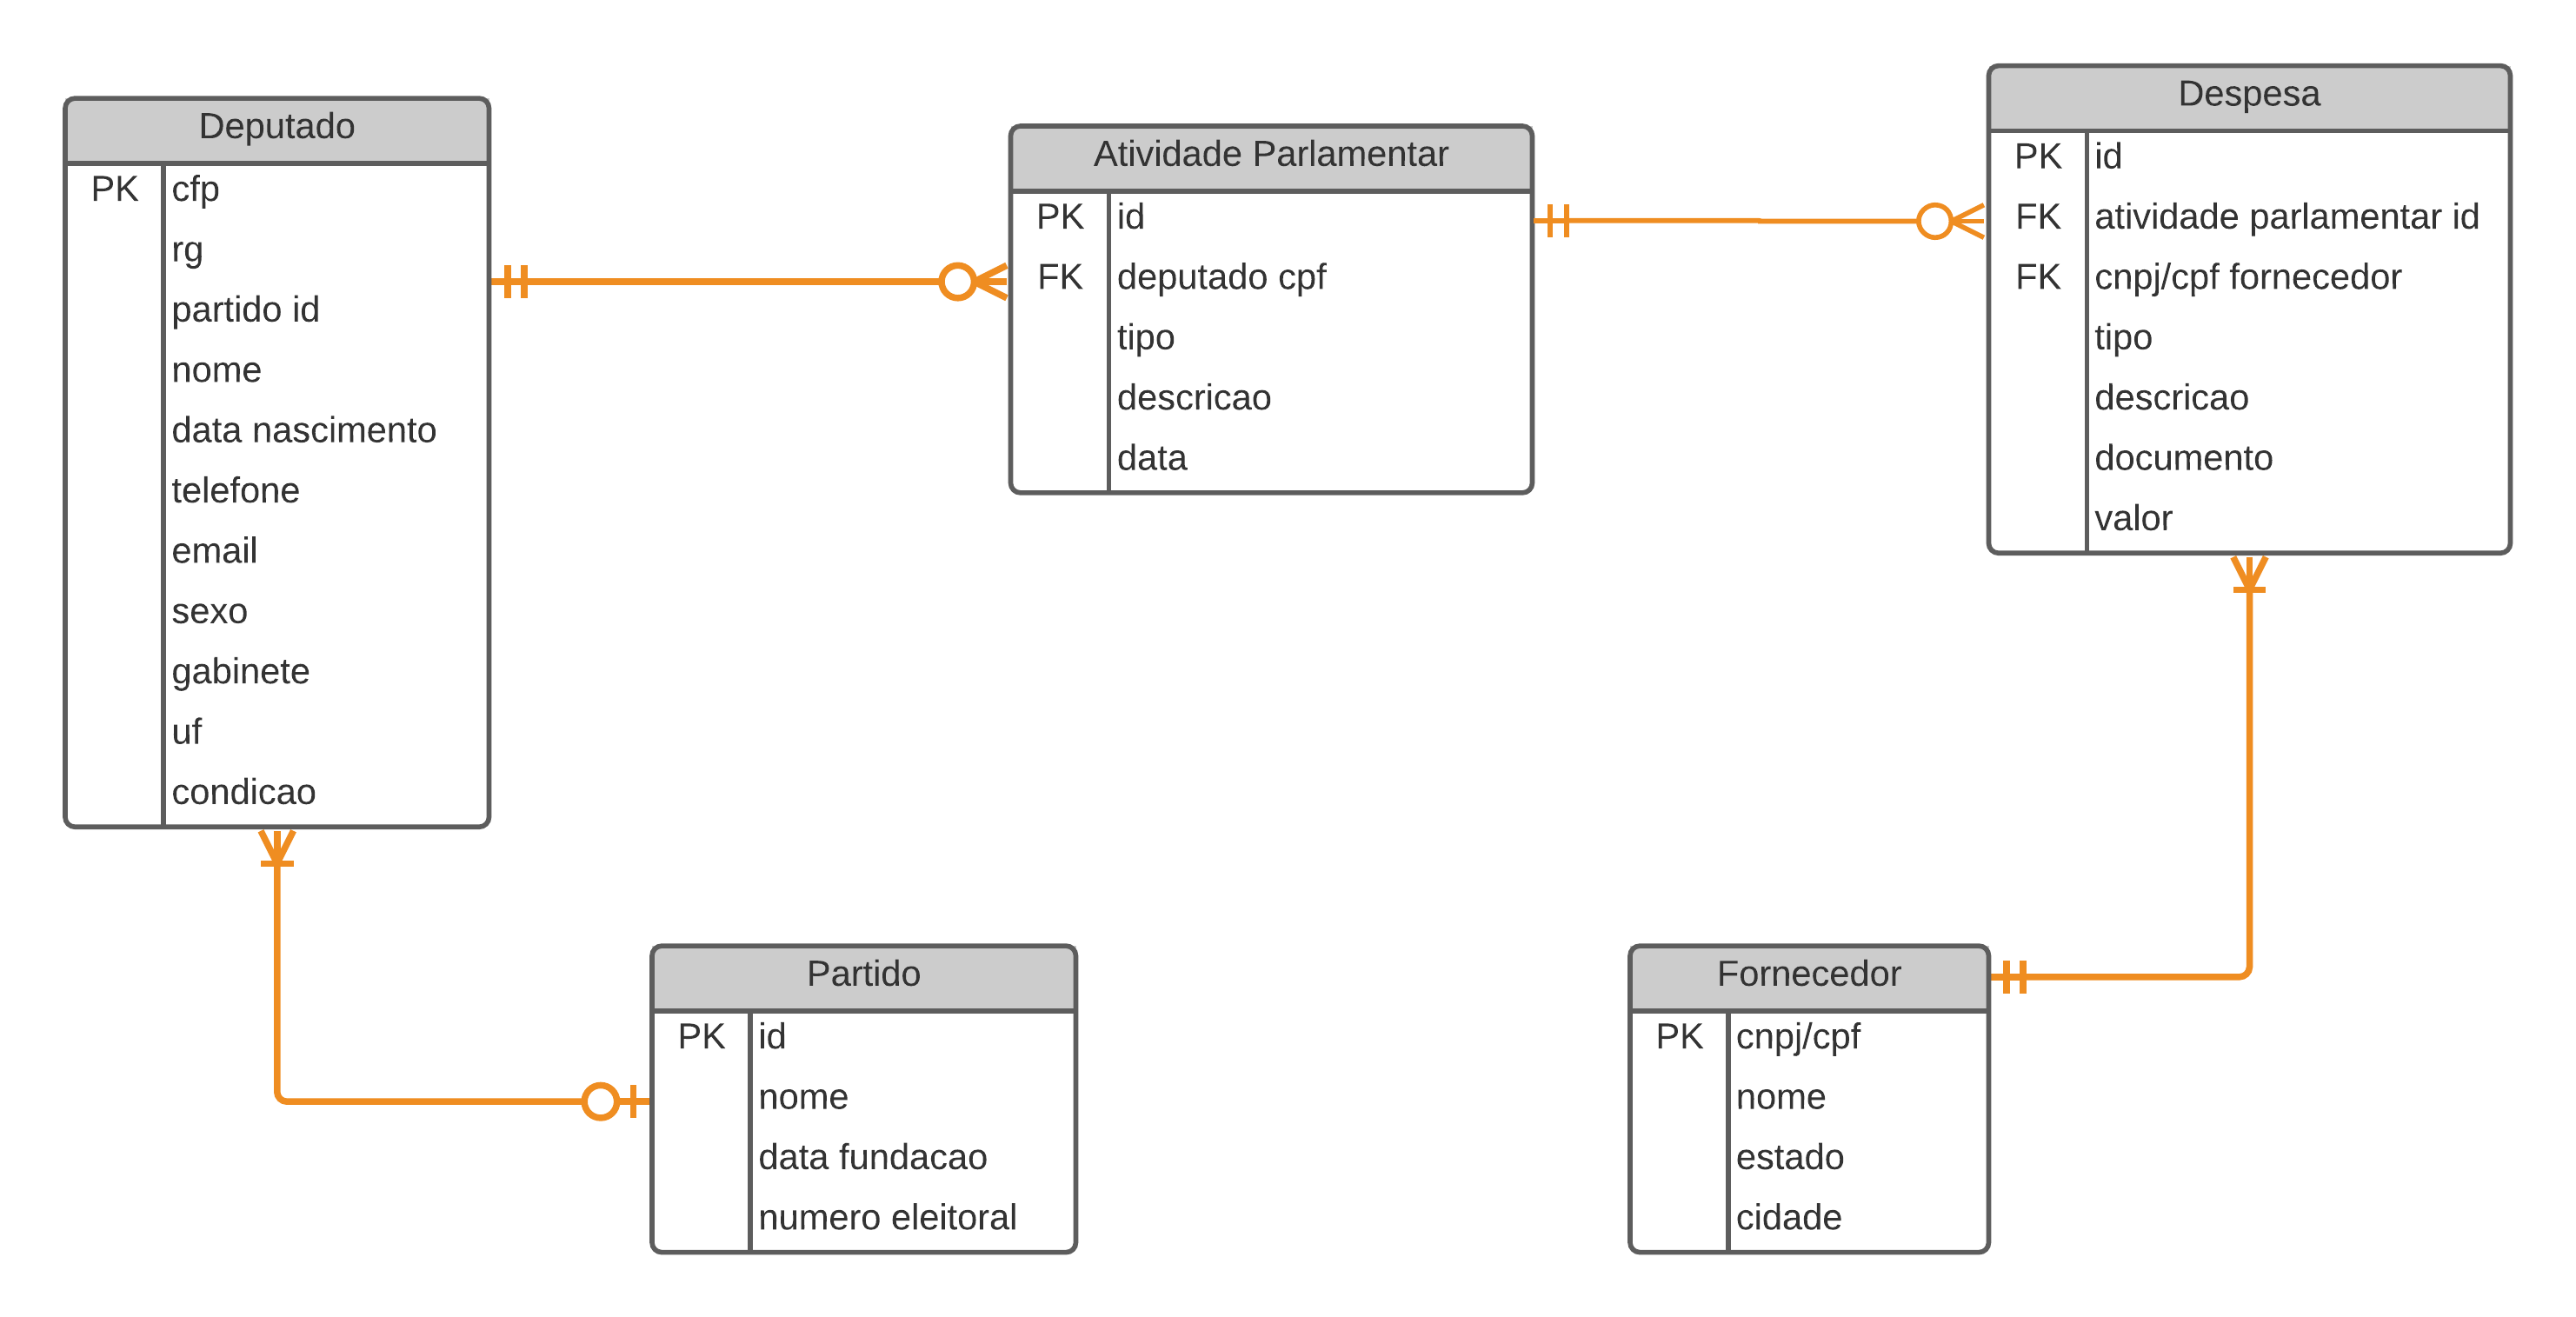 Deputado
PK cfp
rg
partido id
nome
data nascimento
telefone
email
sexo
gabinete
uf
condicao
Atividade Parlamentar
PK id
FK deputado cpf
tipo
descricao
data
Despesa
PK id
FK atividade parlamentar id
FK cnpj/cpf fornecedor
tipo
descricao
documento
valor
Partido
PK id
nome
data fundacao
numero eleitoral
Fornecedor
PK cnpj/cpf
nome
estado
cidade